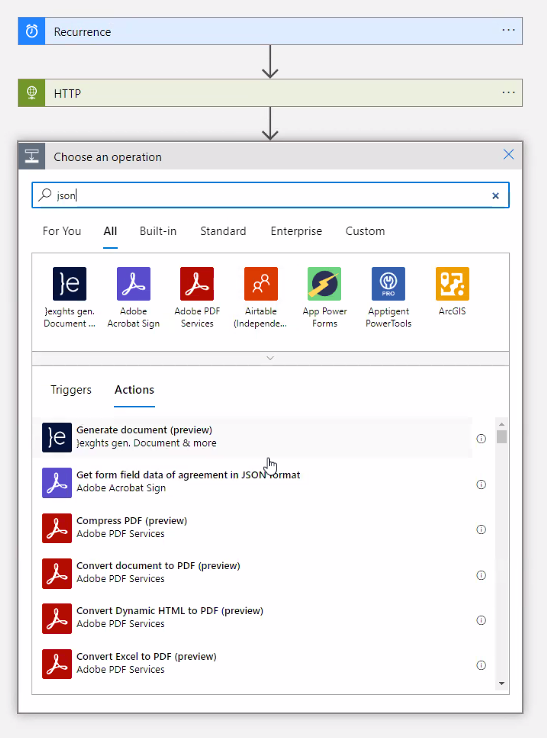 Recurrence
HTTP
Choose an operation
json
For You All Built-in Standard Enterprise Custom
}exghts gen. Document ...
Adobe Acrobat Sign
Adobe PDF Services
Airtable (Independe...
App Power Forms
Apptigent PowerTools
ArcGIS
Triggers Actions
Generate document (preview)
}exghts gen. Document & more
Get form field data of agreement in JSON format
Adobe Acrobat Sign
Compress PDF (preview)
Adobe PDF Services
Convert document to PDF (preview)
Adobe PDF Services
Convert Dynamic HTML to PDF (preview)
Adobe PDF Services
Convert Excel to PDF (preview)
Adobe PDF Services